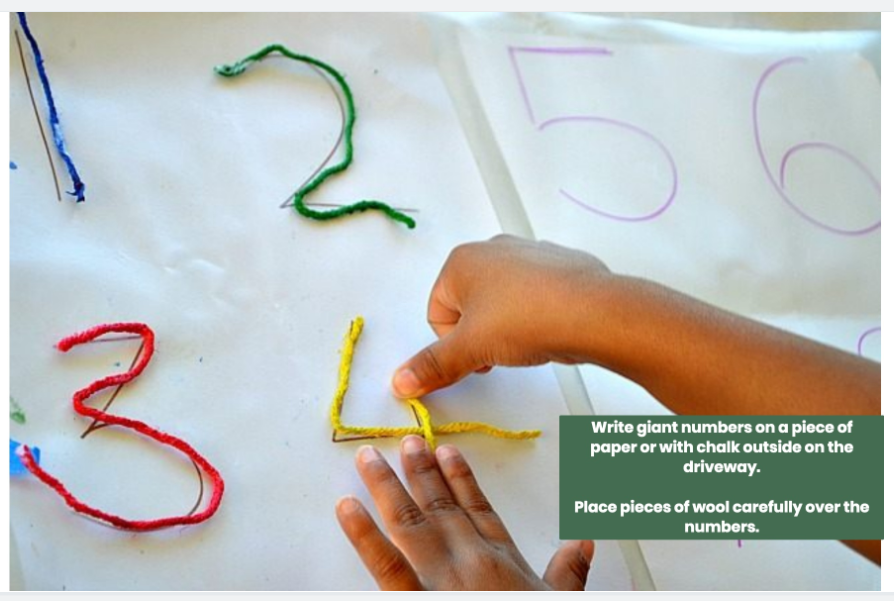 1
2
5
6
3
4
Write giant numbers on a piece of
paper or with chalk outside on the
driveway.
Place pieces of wool carefully over the
numbers.